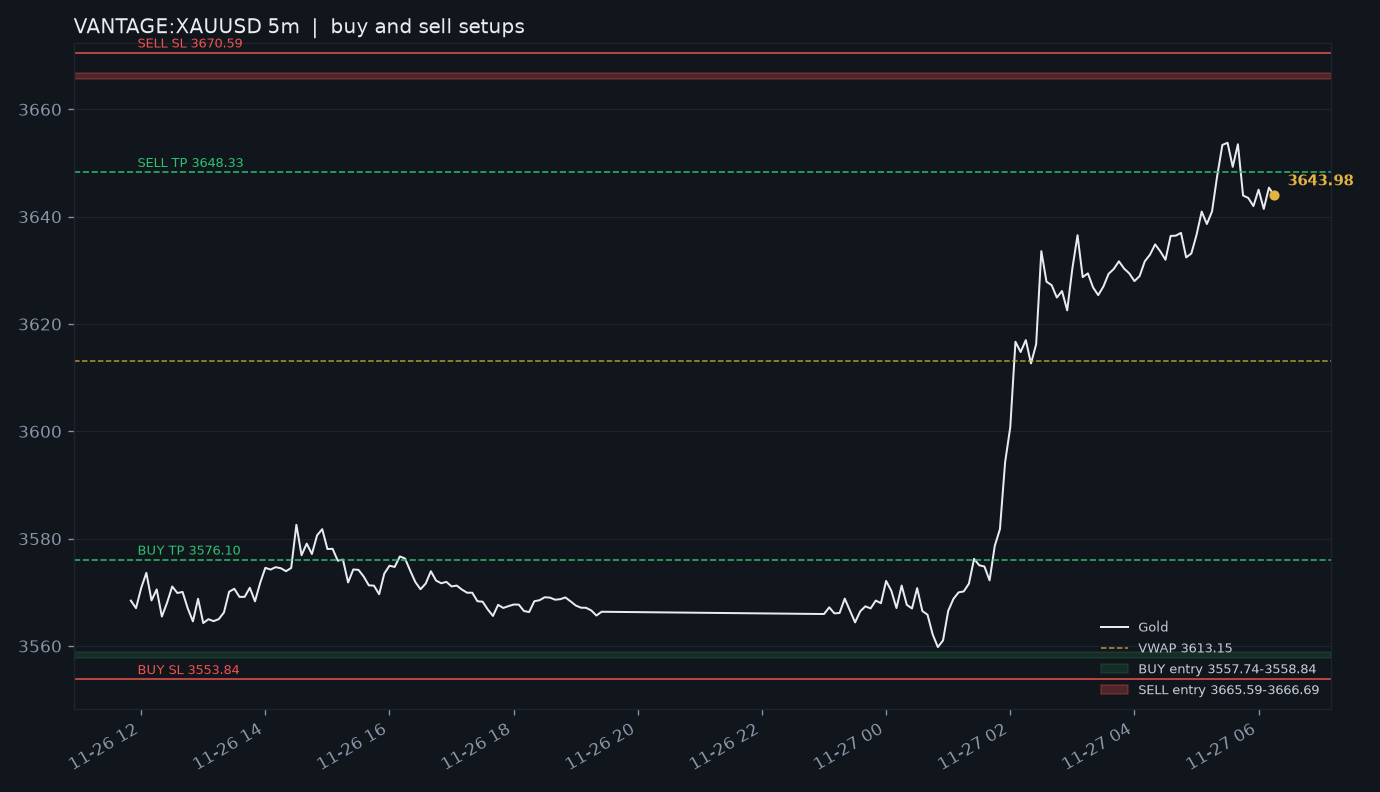 VANTAGE:XAUUSD 5m | buy and sell setups
SELL SL 3670.59
3660
SELL TP 3648.33
3643.98
3640
3620
3600
3580
BUY TP 3576.10
3560
BUY SL 3553.84
Gold
VWAP 3613.15
BUY entry 3557.74-3558.84
SELL entry 3665.59-3666.69
11-26 12
11-26 14
11-26 16
11-26 18
11-26 20
11-26 22
11-27 00
11-27 02
11-27 04
11-27 06